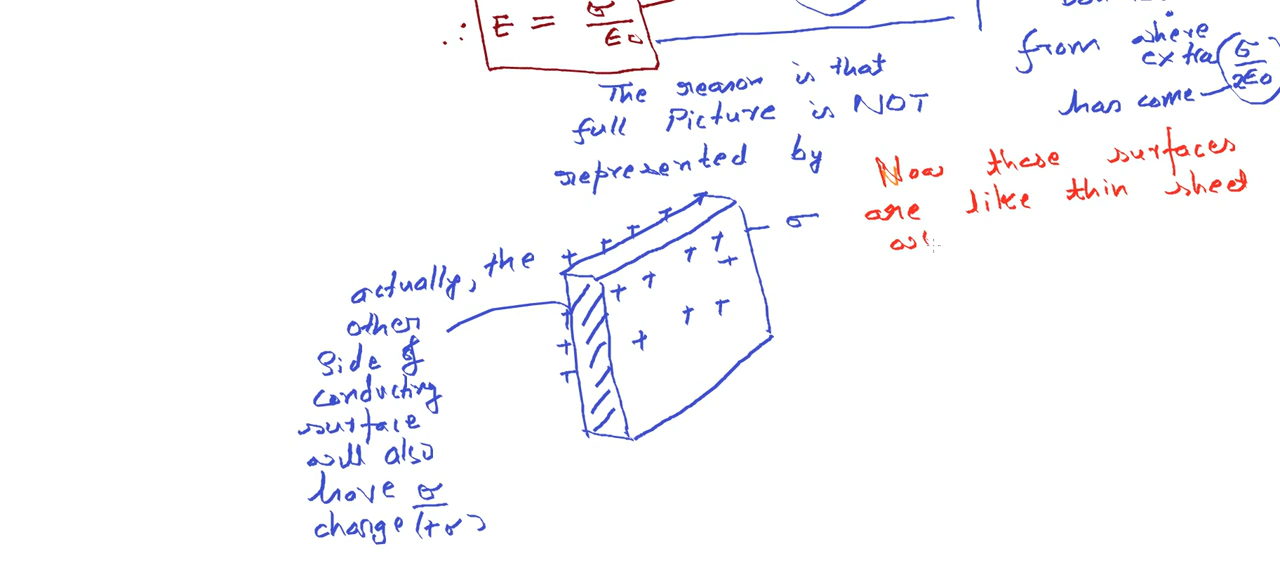 ∴ E = σ/ε0
from where
extra σ/2ε0
has come
The reason is that
full Picture is NOT
represented by
Now these surfaces
are like thin sheet
σ
actually, the
other
side of
conducting
surface
will also
have σ
charge (+σ)